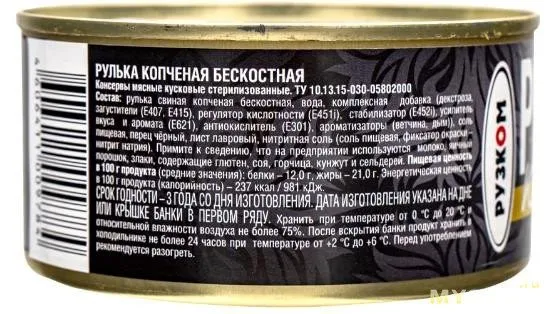 РУЛЬКА КОПЧЕНАЯ БЕСКОСТНАЯ
Консервы мясные кусковые стерилизованные. ТУ 10.13.15-030-05802000
Состав: рулька свиная копченая бескостная, вода, комплексная добавка (декстроза,
загустители (Е407, Е415), регулятор кислотности (E451i), стабилизатор (E452i), усилитель
вкуса и аромата (Е621), антиокислитель (Е301), ароматизаторы (ветчина, дым), соль
пищевая, перец чёрный, лист лавровый, нитритная соль (соль пищевая, фиксатор окраски-
нитрит натрия). Примите к сведению, что на предприятии используются молоко, яичный
порошок, злаки, содержащие глютен, соя, горчица, кунжут и сельдерей. Пищевая ценность
в 100 г продукта (средние значения): белки – 12,0 г, жиры – 21,0 г. Энергетическая ценность
в 100 г продукта (калорийность) – 237 ккал / 981 кДж.
СРОК ГОДНОСТИ – 3 ГОДА СО ДНЯ ИЗГОТОВЛЕНИЯ. ДАТА ИЗГОТОВЛЕНИЯ УКАЗАНА НА ДНЕ
ИЛИ КРЫШКЕ БАНКИ В ПЕРВОМ РЯДУ. Хранить при температуре от 0 °С до 20 °С и
относительной влажности воздуха не более 75%. После вскрытия банки продукт хранить в
холодильнике не более 24 часов при температуре от +2 °С до +6 °С. Перед употреблением
рекомендуется разогреть.
РУЗКОМ